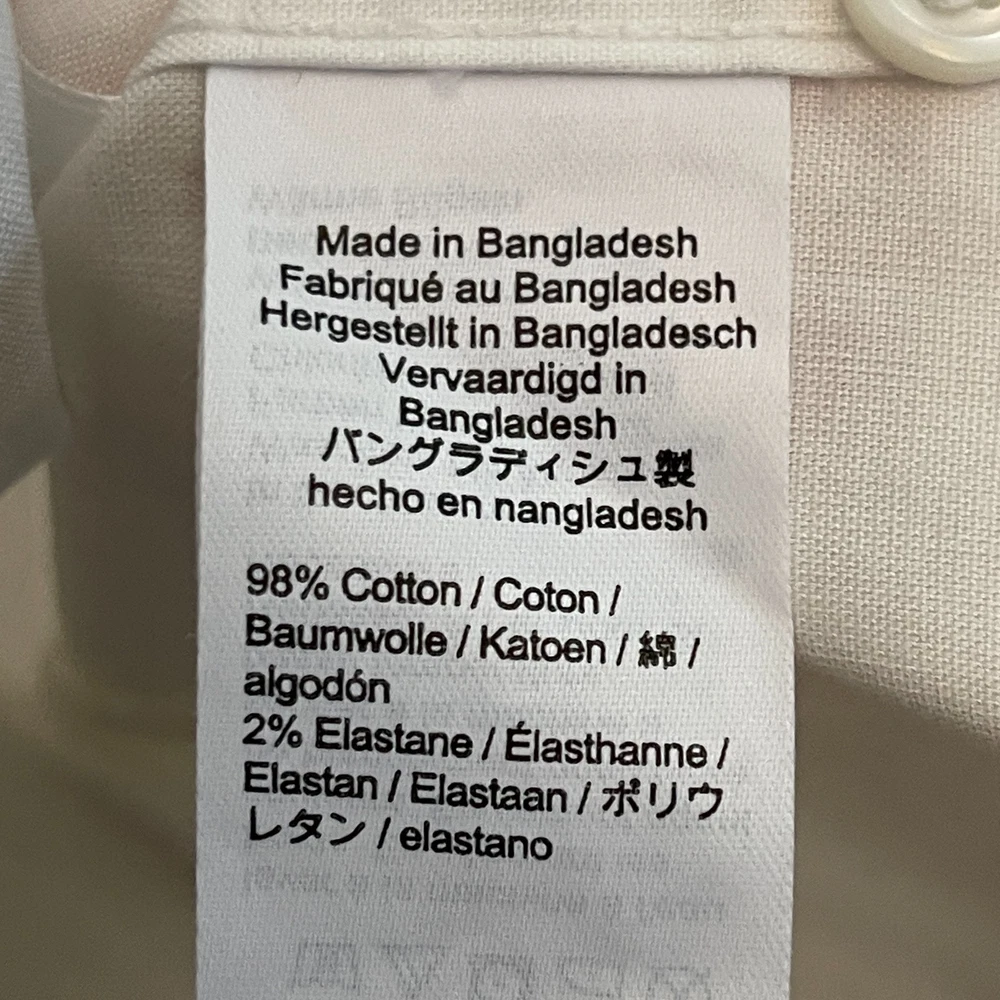 Made in Bangladesh
Fabriqué au Bangladesh
Hergestellt in Bangladesch
Vervaardigd in
Bangladesh
バングラディシュ製
hecho en nangladesh
98% Cotton / Coton /
Baumwolle / Katoen / 綿 /
algodón
2% Elastane / Élasthanne /
Elastan / Elastaan / ポリウ
レタン / elastano